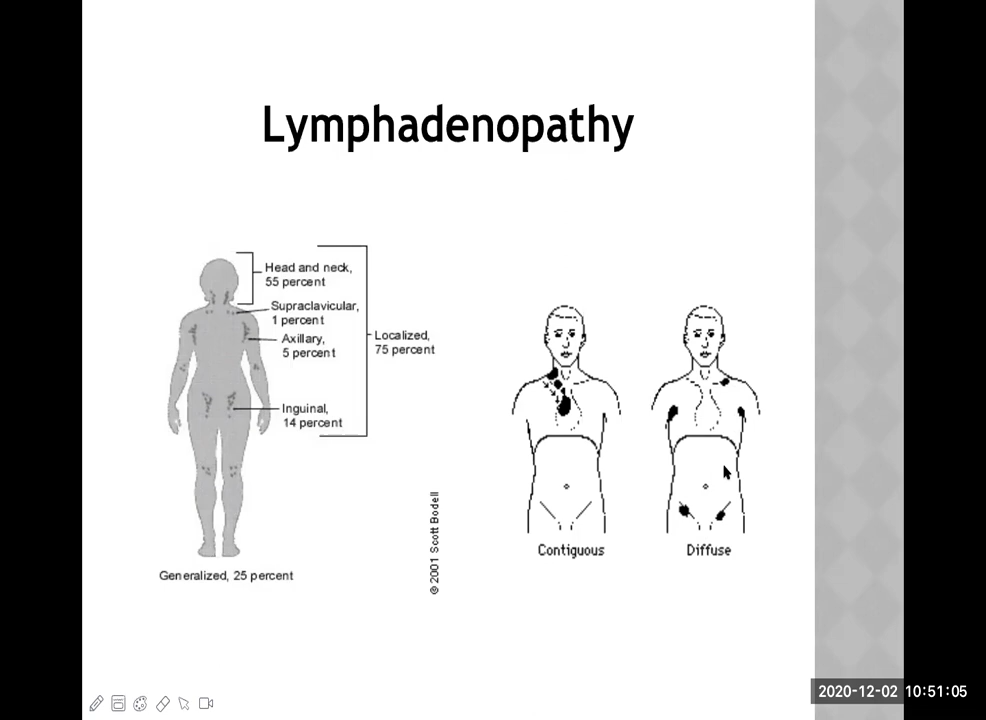 Lymphadenopathy
Head and neck,
55 percent
Supraclavicular,
1 percent
Axillary,
5 percent
Localized,
75 percent
Inguinal,
14 percent
Generalized, 25 percent
© 2001 Scott Bodell
Contiguous
Diffuse
2020-12-02 10:51:05